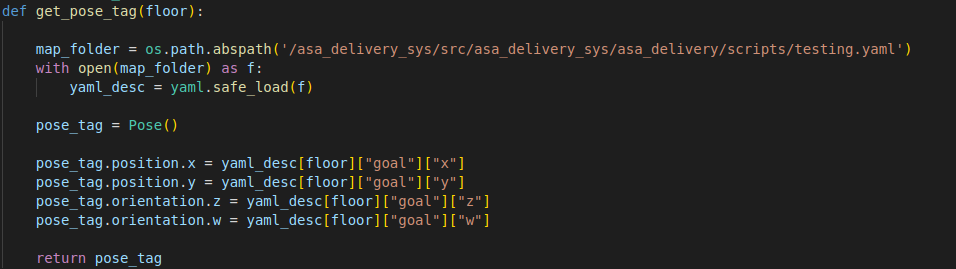 def get_pose_tag(floor):
map_folder = os.path.abspath('/asa_delivery_sys/src/asa_delivery_sys/asa_delivery/scripts/testing.yaml')
with open(map_folder) as f:
yaml_desc = yaml.safe_load(f)
pose_tag = Pose()
pose_tag.position.x = yaml_desc[floor]["goal"]["x"]
pose_tag.position.y = yaml_desc[floor]["goal"]["y"]
pose_tag.orientation.z = yaml_desc[floor]["goal"]["z"]
pose_tag.orientation.w = yaml_desc[floor]["goal"]["w"]
return pose_tag